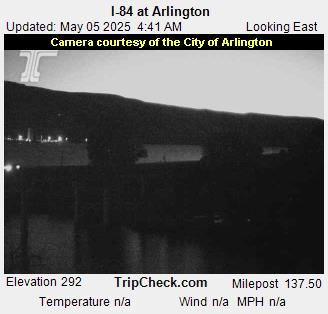 I-84 at Arlington
Updated: May 05 2025 4:41 AM Looking East
Camera courtesy of the City of Arlington
Elevation 292 TripCheck.com Milepost 137.50
Temperature n/a Wind n/a MPH n/a